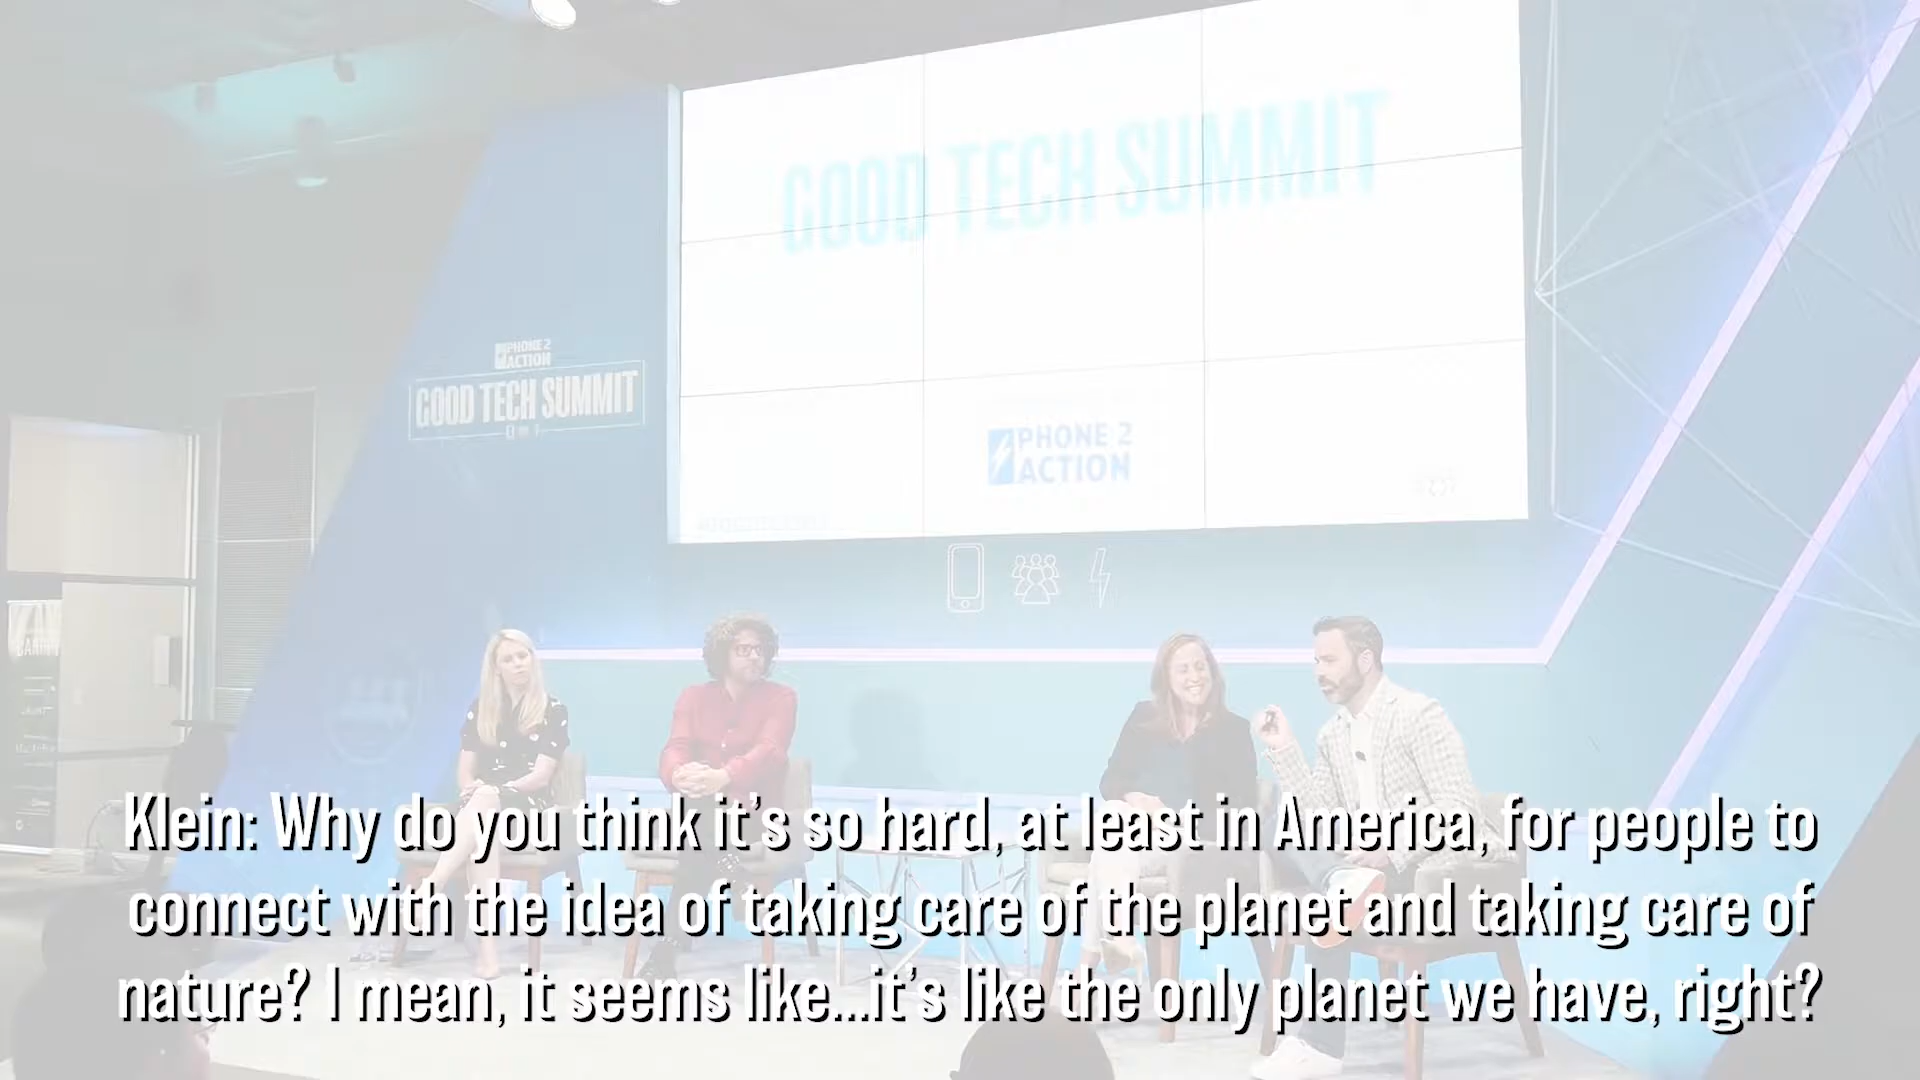 GOOD TECH SUMMIT
PHONE 2
ACTION
GOOD TECH SUMMIT
PHONE 2
ACTION
Klein: Why do you think it's so hard, at least in America, for people to
connect with the idea of taking care of the planet and taking care of
nature? I mean, it seems like...it's like the only planet we have, right?